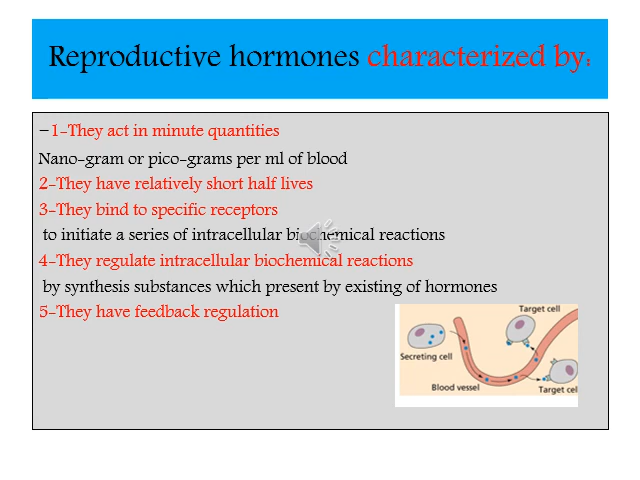 Reproductive hormones characterized by:
-1-They act in minute quantities
Nano-gram or pico-grams per ml of blood
2-They have relatively short half lives
3-They bind to specific receptors
to initiate a series of intracellular biochemical reactions
4-They regulate intracellular biochemical reactions
by synthesis substances which present by existing of hormones
5-They have feedback regulation
Target cell
Secreting cell
Blood vessel
Target cel